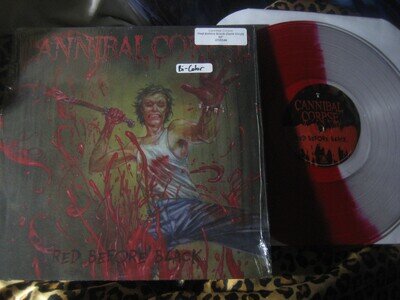 CANNIBAL CORPSE
Bi-Color
RED BEFORE BLACK
CANNIBAL
CORPSE
RED BEFORE BLACK